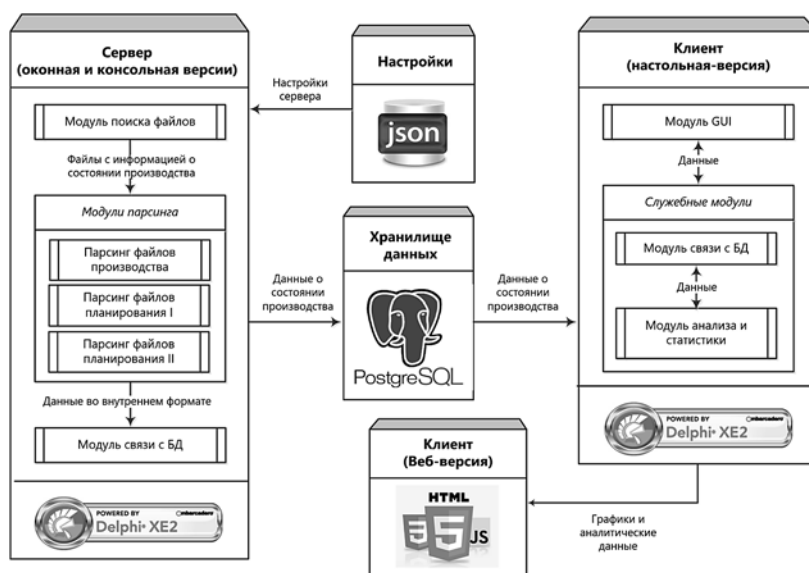 Сервер
(оконная и консольная версии)
Модуль поиска файлов
Файлы с информацией о
состоянии производства
Модули парсинга
Парсинг файлов
производства
Парсинг файлов
планирования I
Парсинг файлов
планирования II
Данные во внутреннем формате
Модуль связи с БД
POWERED BY
embarcadero
Delphi XE2
Настройки
сервера
Настройки
json
Данные о
состоянии
производства
Хранилище
данных
PostgreSQL
Данные о
состоянии
производства
Клиент
(настольная-версия)
Модуль GUI
Данные
Служебные модули
Модуль связи с БД
Данные
Модуль анализа и
статистики
POWERED BY
embarcadero
Delphi XE2
Клиент
(Веб-версия)
HTML
3
5
JS
Графики и
аналитические
данные